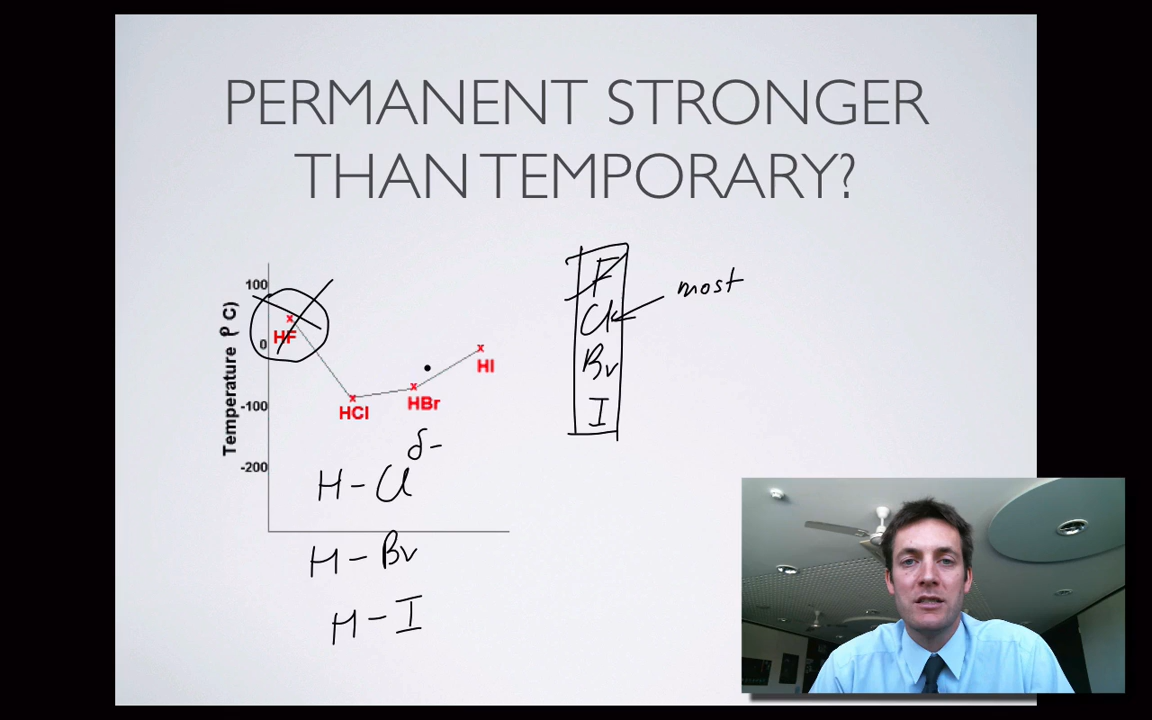 PERMANENT STRONGER
THAN TEMPORARY?
Temperature (º C)
100
0
-100
-200
HF
HCl
HBr
HI
F
Cl
Br
I
most
δ-
H-Cl
H-Br
H-I